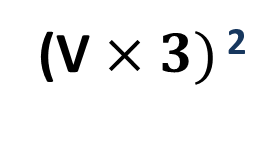 (V × 3) ²